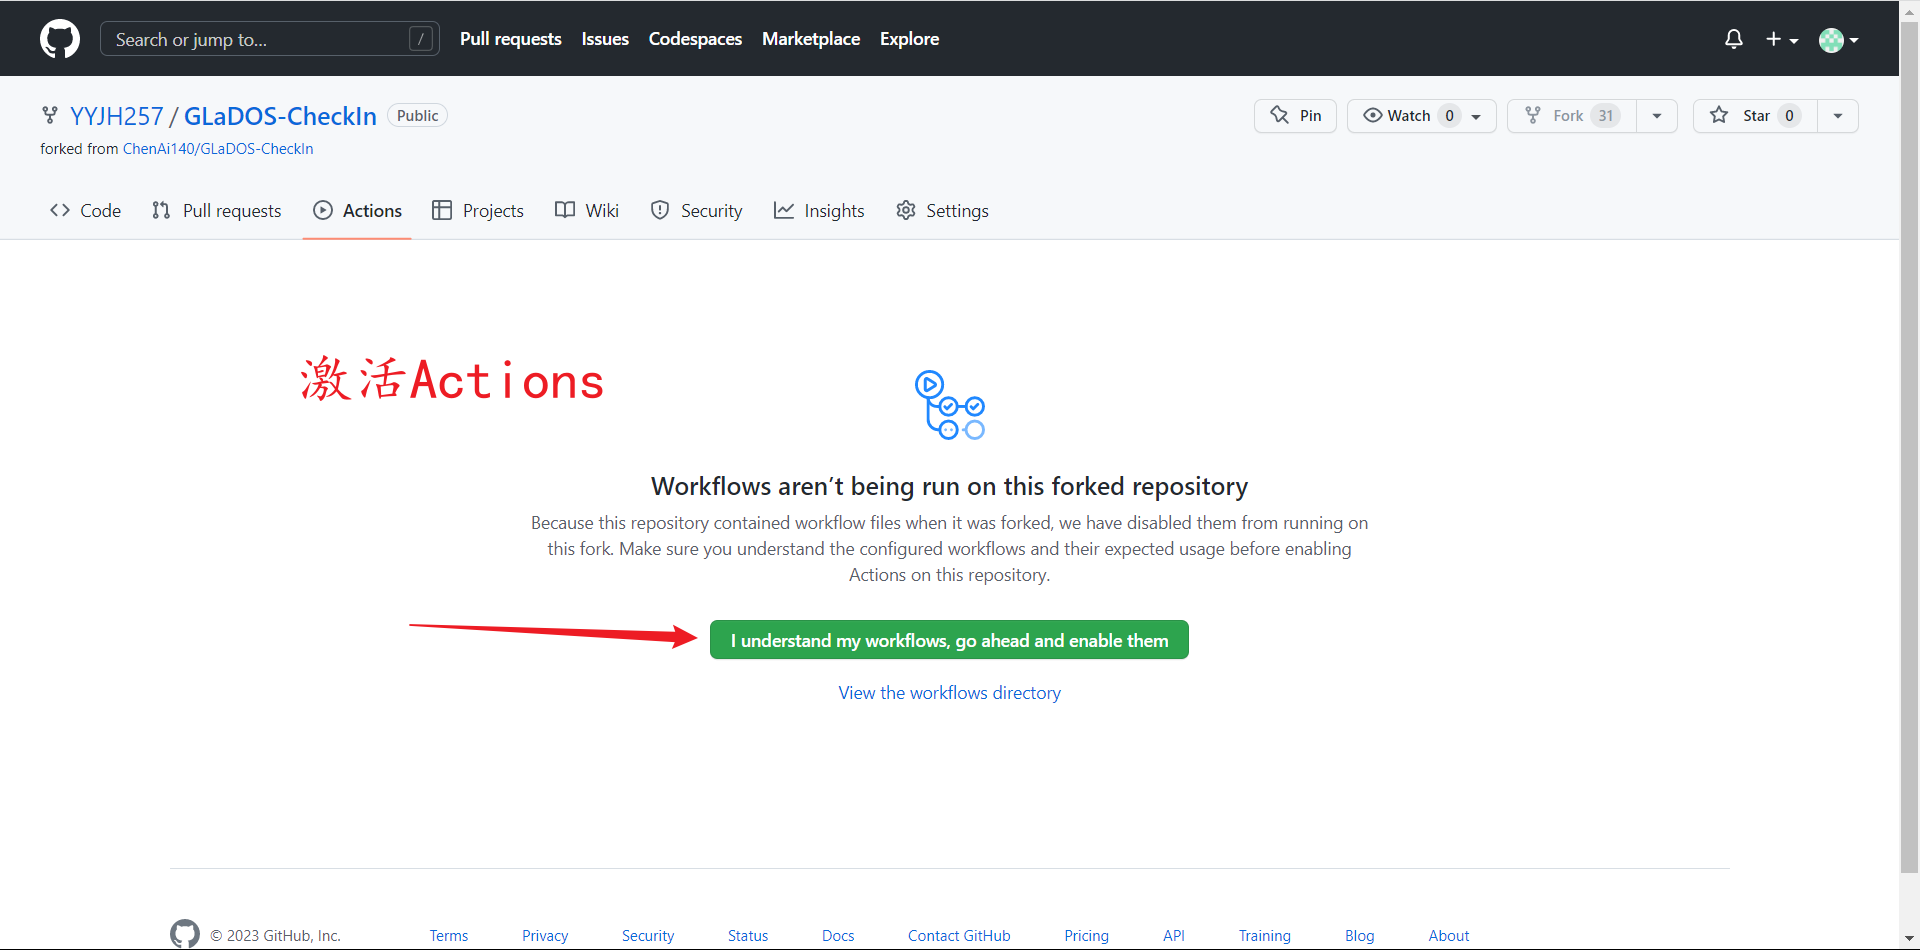 Search or jump to... /
Pull requests Issues Codespaces Marketplace Explore
YYJH257 / GLaDOS-CheckIn Public
Pin Watch 0 Fork 31 Star 0
forked from ChenAi140/GLaDOS-CheckIn
Code Pull requests Actions Projects Wiki Security Insights Settings
激活Actions
Workflows aren’t being run on this forked repository
Because this repository contained workflow files when it was forked, we have disabled them from running on
this fork. Make sure you understand the configured workflows and their expected usage before enabling
Actions on this repository.
I understand my workflows, go ahead and enable them
View the workflows directory
© 2023 GitHub, Inc. Terms Privacy Security Status Docs Contact GitHub Pricing API Training Blog About